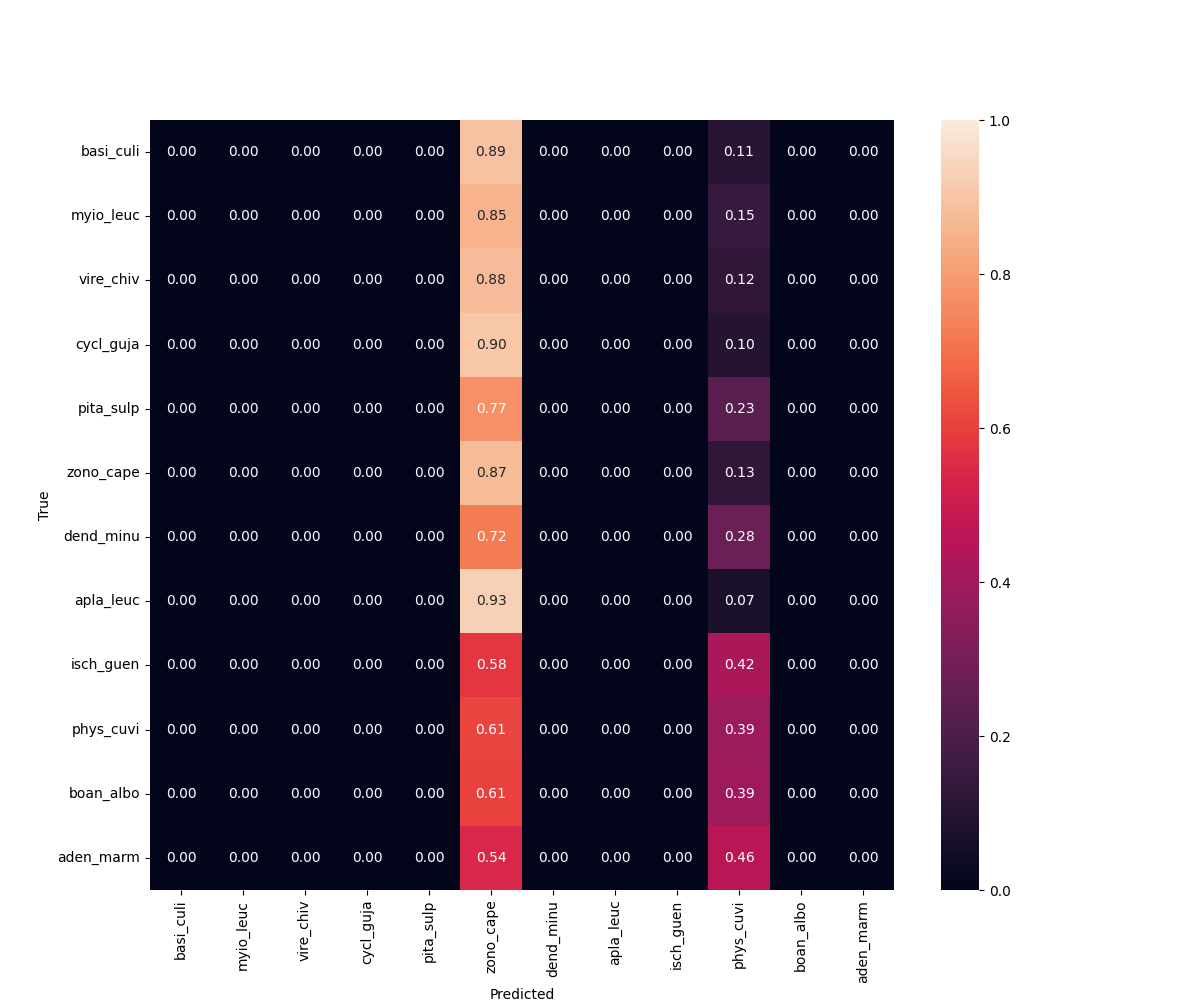 basi_culi 0.00 0.00 0.00 0.00 0.00 0.89 0.00 0.00 0.00 0.11 0.00 0.00
myio_leuc 0.00 0.00 0.00 0.00 0.00 0.85 0.00 0.00 0.00 0.15 0.00 0.00
vire_chiv 0.00 0.00 0.00 0.00 0.00 0.88 0.00 0.00 0.00 0.12 0.00 0.00
cycl_guja 0.00 0.00 0.00 0.00 0.00 0.90 0.00 0.00 0.00 0.10 0.00 0.00
pita_sulp 0.00 0.00 0.00 0.00 0.00 0.77 0.00 0.00 0.00 0.23 0.00 0.00
zono_cape 0.00 0.00 0.00 0.00 0.00 0.87 0.00 0.00 0.00 0.13 0.00 0.00
True
dend_minu 0.00 0.00 0.00 0.00 0.00 0.72 0.00 0.00 0.00 0.28 0.00 0.00
apla_leuc 0.00 0.00 0.00 0.00 0.00 0.93 0.00 0.00 0.00 0.07 0.00 0.00
isch_guen 0.00 0.00 0.00 0.00 0.00 0.58 0.00 0.00 0.00 0.42 0.00 0.00
phys_cuvi 0.00 0.00 0.00 0.00 0.00 0.61 0.00 0.00 0.00 0.39 0.00 0.00
boan_albo 0.00 0.00 0.00 0.00 0.00 0.61 0.00 0.00 0.00 0.39 0.00 0.00
aden_marm 0.00 0.00 0.00 0.00 0.00 0.54 0.00 0.00 0.00 0.46 0.00 0.00
basi_culi myio_leuc vire_chiv cycl_guja pita_sulp zono_cape dend_minu apla_leuc isch_guen phys_cuvi boan_albo aden_marm
Predicted
1.0
0.8
0.6
0.4
0.2
0.0